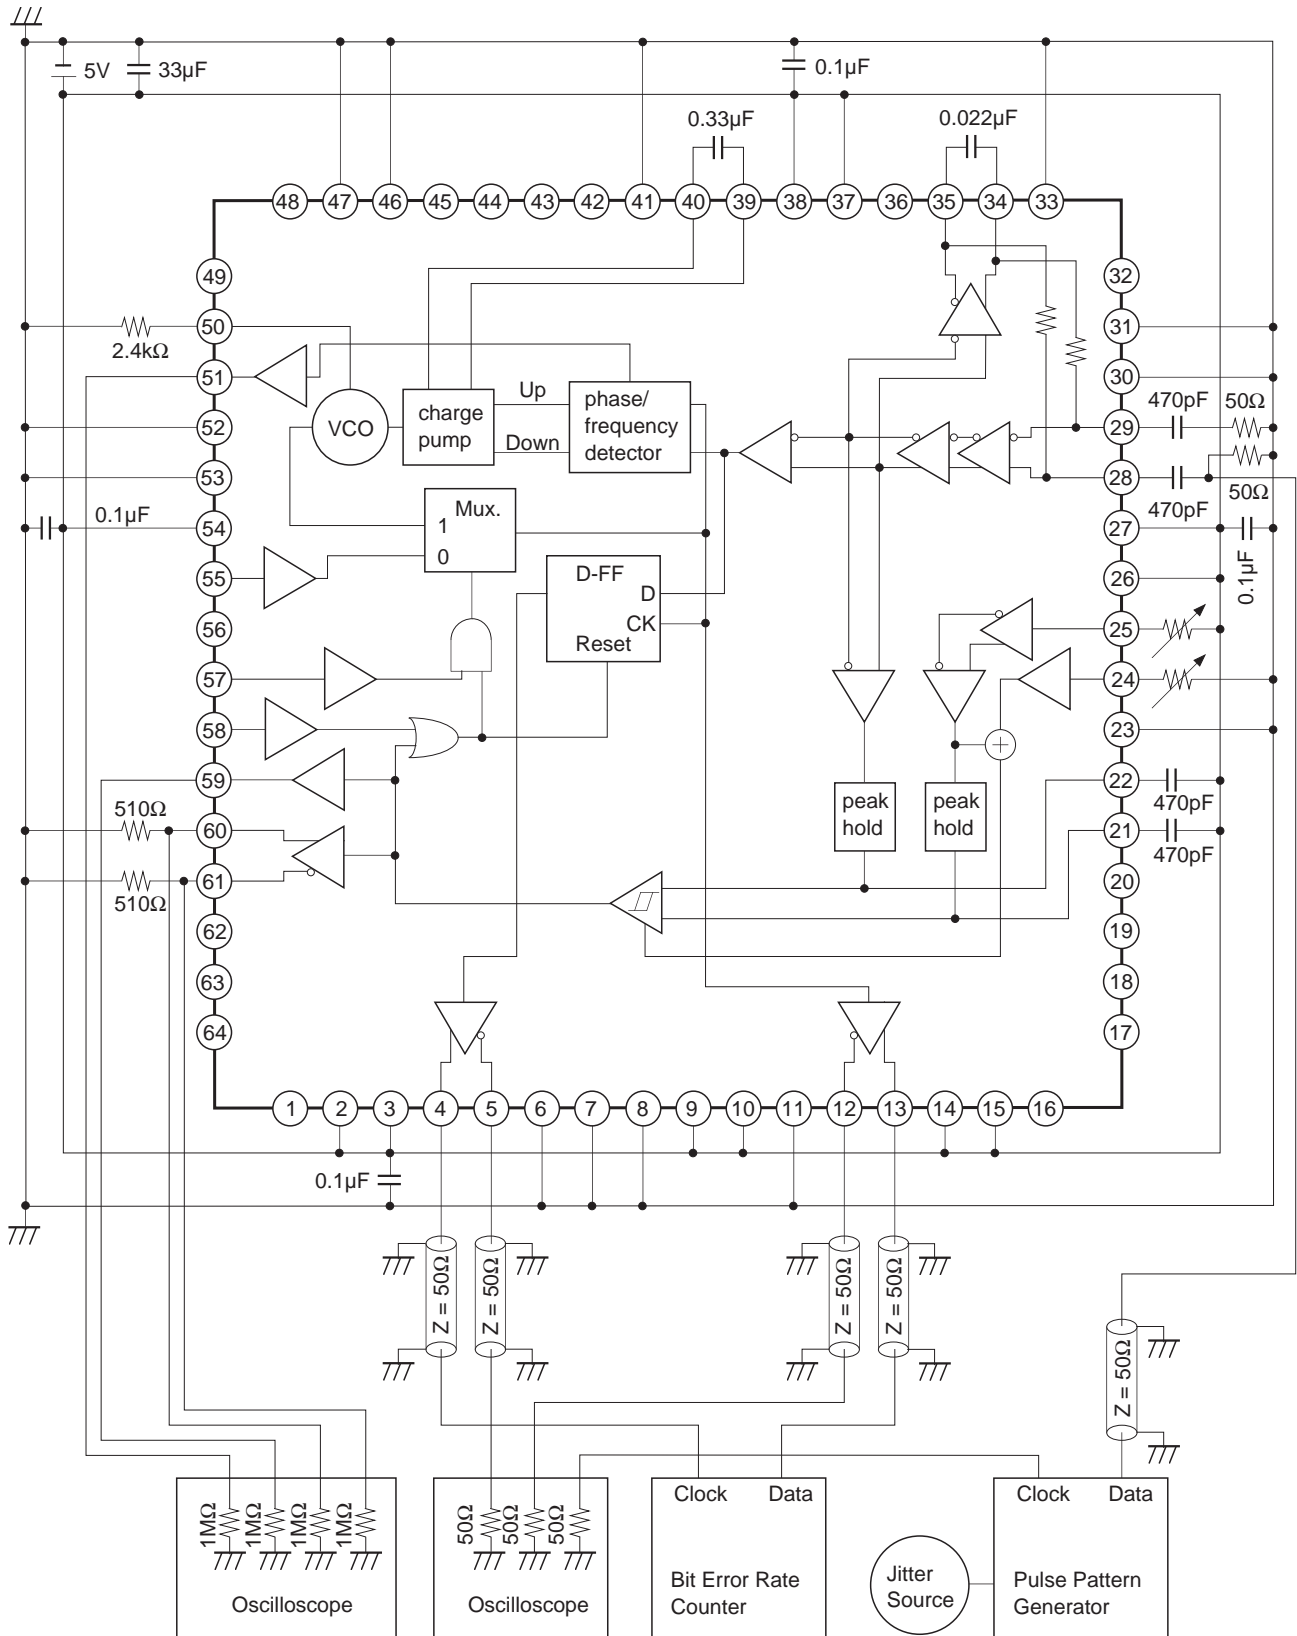 5V
33µF
0.1µF
0.33µF
0.022µF
48 47 46 45 44 43 42 41 40 39 38 37 36 35 34 33
49
50
51
52
53
54
55
56
57
58
59
60
61
62
63
64
32
31
30
29
28
27
26
25
24
23
22
21
20
19
18
17
2.4kΩ
0.1µF
510Ω
510Ω
VCO
charge
pump
Up
Down
phase/
frequency
detector
Mux.
1
0
D-FF
D
CK
Reset
470pF
50Ω
470pF
50Ω
0.1µF
+
peak
hold
peak
hold
470pF
470pF
1 2 3 4 5 6 7 8 9 10 11 12 13 14 15 16
0.1µF
Z = 50Ω
Z = 50Ω
Z = 50Ω
Z = 50Ω
Z = 50Ω
1MΩ
1MΩ
1MΩ
1MΩ
Oscilloscope
50Ω
50Ω
50Ω
Oscilloscope
Clock Data
Bit Error Rate
Counter
Jitter
Source
Clock Data
Pulse Pattern
Generator